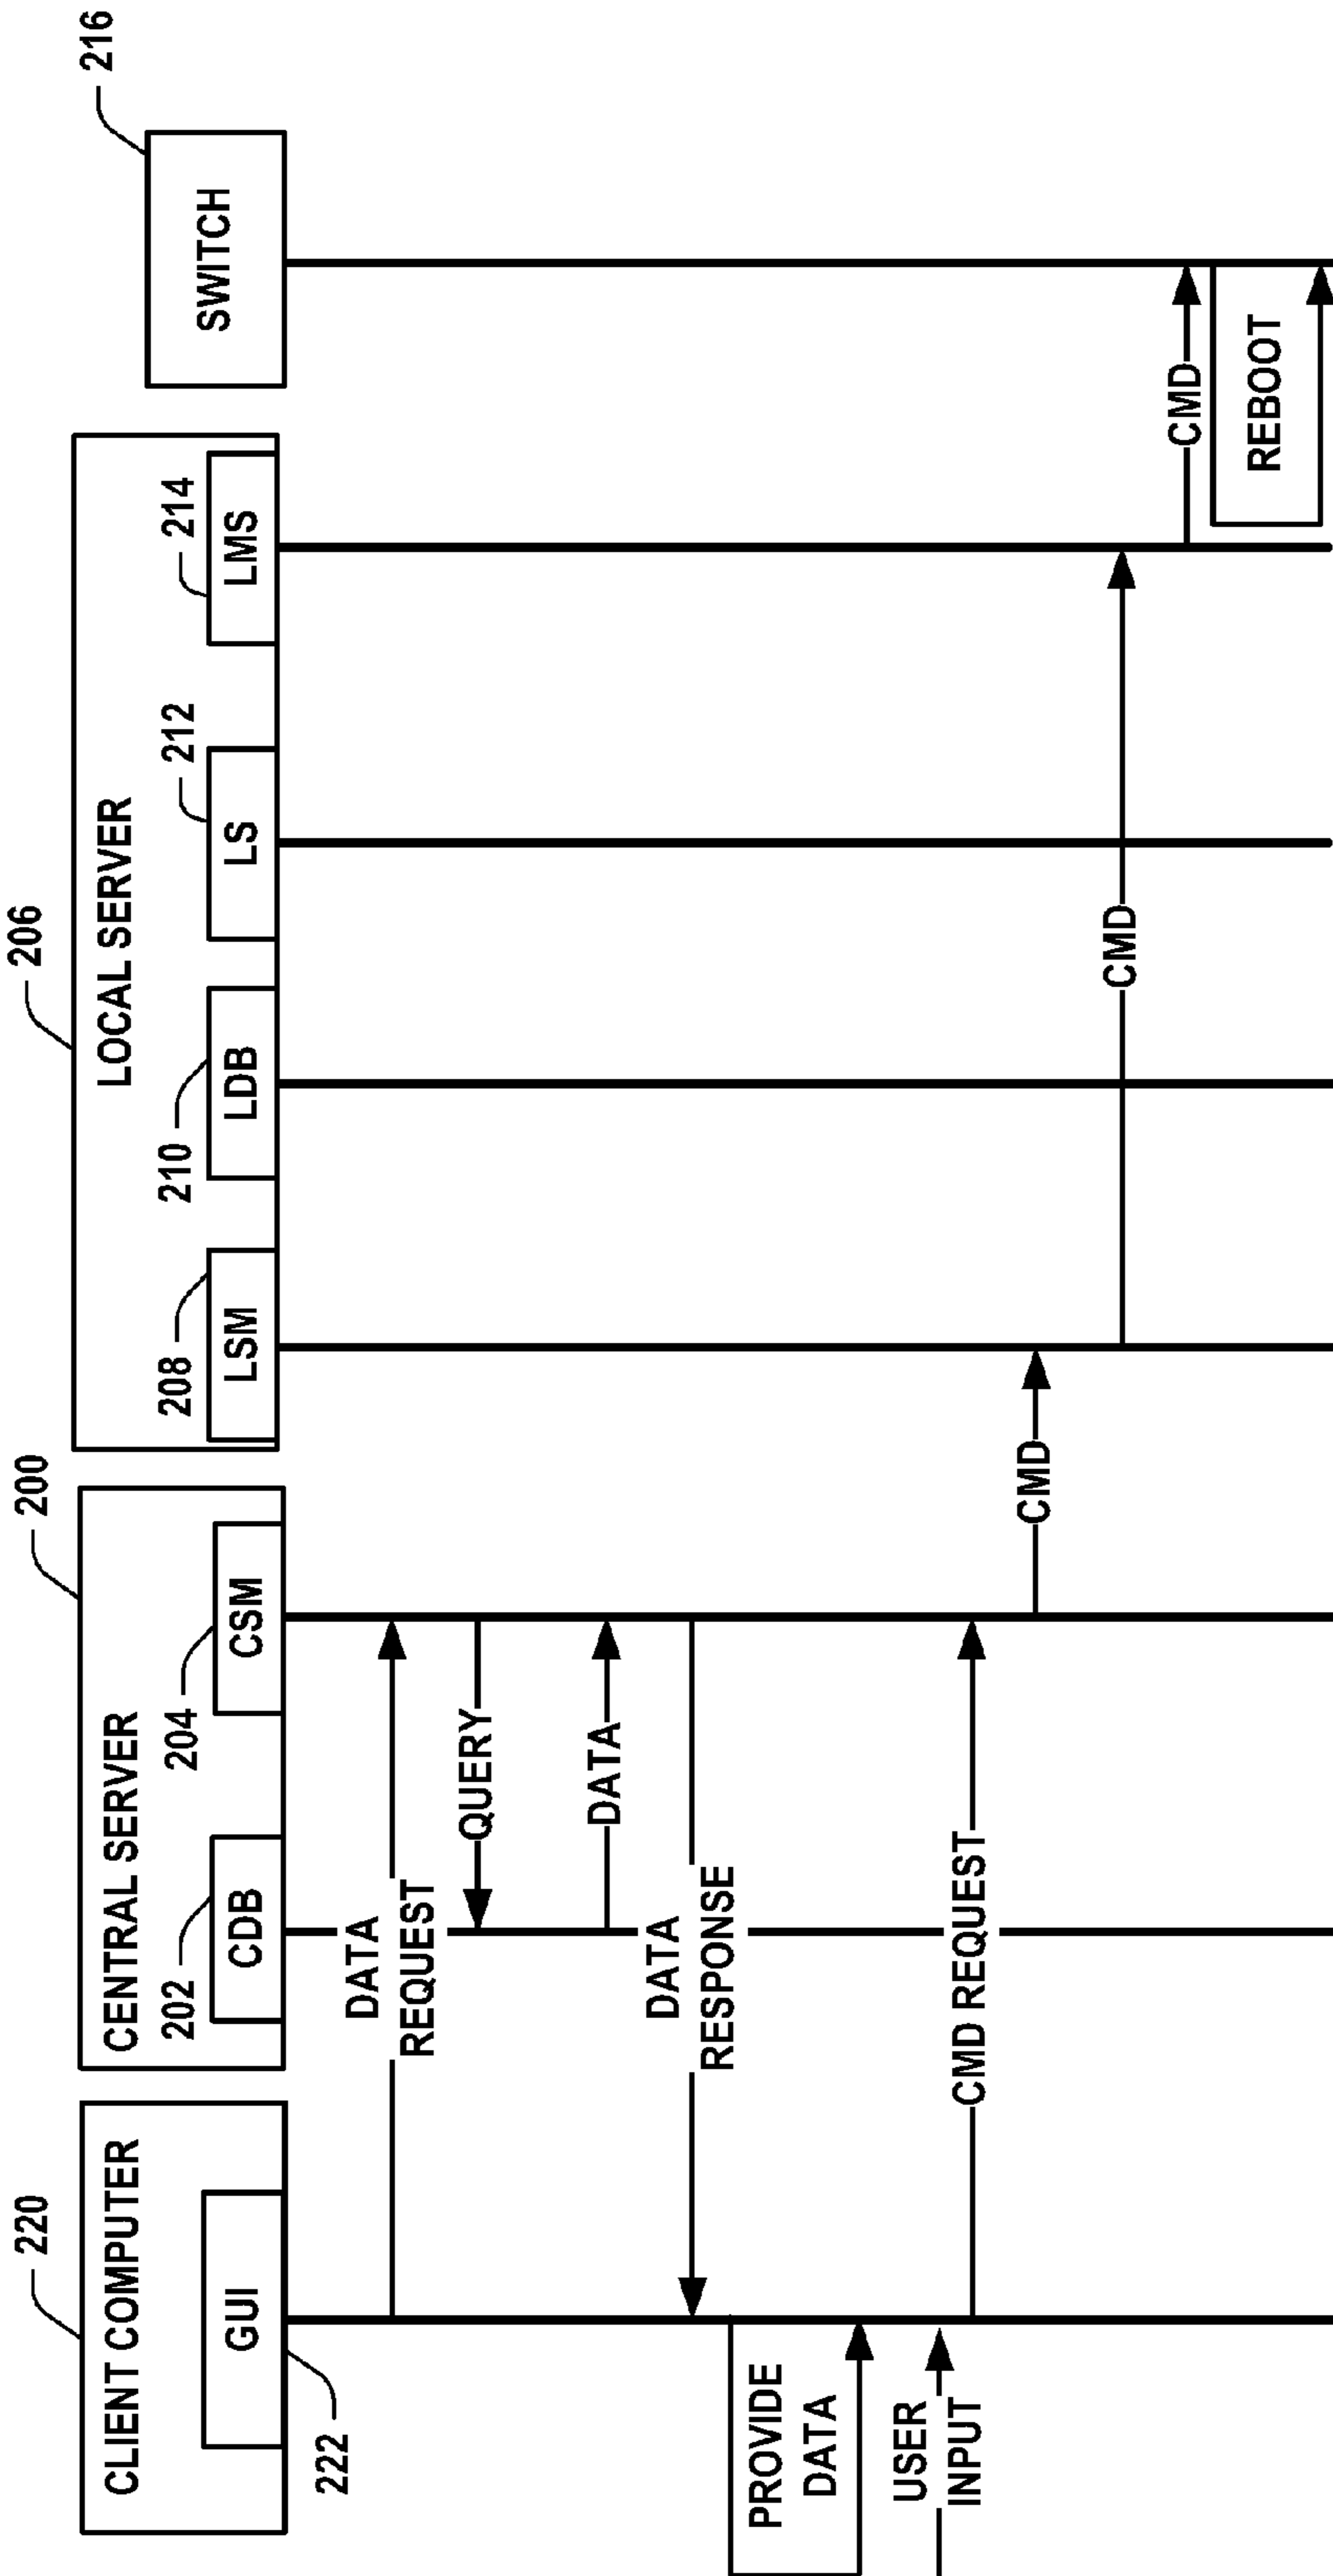 220
CLIENT COMPUTER
GUI
222
200
CENTRAL SERVER
202
CDB
204
CSM
206
LOCAL SERVER
208
LSM
210
LDB
212
LS
214
LMS
216
SWITCH
DATA
REQUEST
QUERY
DATA
DATA
RESPONSE
PROVIDE
DATA
USER
INPUT
CMD REQUEST
CMD
CMD
CMD
REBOOT